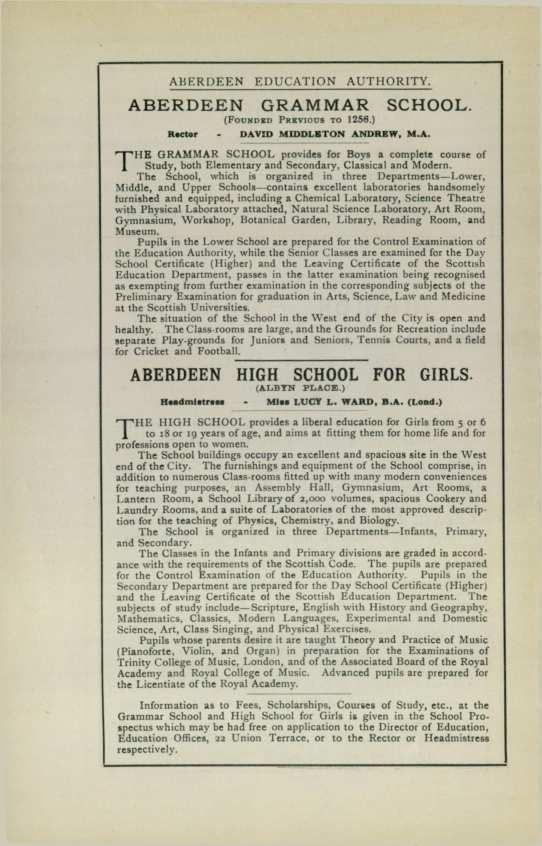 ABERDEEN EDUCATION AUTHORITY.
ABERDEEN GRAMMAR SCHOOL.
(Founded Previous to 1256.)
Rector - DAVID MIDDLETON ANDREW, M.A.
THE GRAMMAR SCHOOL provides for Boys a complete course of
Study, both Elementary and Secondary, Classical and Modern.
The School, which is organized in three Departments—Lower,
Middle, and Upper Schools—contains excellent laboratories handsomely
furnished and equipped, including a Chemical Laboratory, Science Theatre
with Physical Laboratory attached, Natural Science Laboratory, Art Room,
Gymnasium, Workshop, Botanical Garden, Library, Reading Room, and
Museum.
Pupils in the Lower School are prepared for the Control Examination of
the Education Authority, while the Senior Classes are examined for the Day
School Certificate (Higher) and the Leaving Certificate of the Scottish
Education Department, passes in the latter examination being recognised
as exempting from further examination in the corresponding subjects of the
Preliminary Examination for graduation in Arts, Science, Law and Medicine
at the Scottish Universities.
The situation of the School in the West end of the City is open and
healthy. The Class-rooms are large, and the Grounds for Recreation include
separate Play-grounds for Juniors and Seniors, Tennis Courts, and a field
for Cricket and Football.
ABERDEEN HIGH SCHOOL FOR GIRLS.
(ALBYN PLACE.)
Headmistress - Miss LUCY L. WARD, B.A. (Lond.)
THE HIGH SCHOOL provides a liberal education for Girls from 5 or 6
to 18 or 19 years of age, and aims at fitting them for home life and for
professions open to women.
The School buildings occupy an excellent and spacious site in the West
end of the City. The furnishings and equipment of the School comprise, in
addition to numerous Class-rooms fitted up with many modern conveniences
for teaching purposes, an Assembly Hall, Gymnasium, Art Rooms, a
Lantern Room, a School Library of 2,000 volumes, spacious Cookery and
Laundry Rooms, and a suite of Laboratories of the most approved descrip-
tion for the teaching of Physics, Chemistry, and Biology.
The School is organized in three Departments—Infants, Primary,
and Secondary.
The Classes in the Infants and Primary divisions are graded in accord-
ance with the requirements of the Scottish Code. The pupils are prepared
for the Control Examination of the Education Authority. Pupils in the
Secondary Department are prepared for the Day School Certificate (Higher)
and the Leaving Certificate of the Scottish Education Department. The
subjects of study include—Scripture, English with History and Geography,
Mathematics, Classics, Modern Languages, Experimental and Domestic
Science, Art, Class Singing, and Physical Exercises.
Pupils whose parents desire it are taught Theory and Practice of Music
(Pianoforte, Violin, and Organ) in preparation for the Examinations of
Trinity College of Music, London, and of the Associated Board of the Royal
Academy and Royal College of Music. Advanced pupils are prepared for
the Licentiate of the Royal Academy.
Information as to Fees, Scholarships, Courses of Study, etc., at the
Grammar School and High School for Girls is given in the School Pro-
spectus which may be had free on application to the Director of Education,
Education Offices, 22 Union Terrace, or to the Rector or Headmistress
respectively.